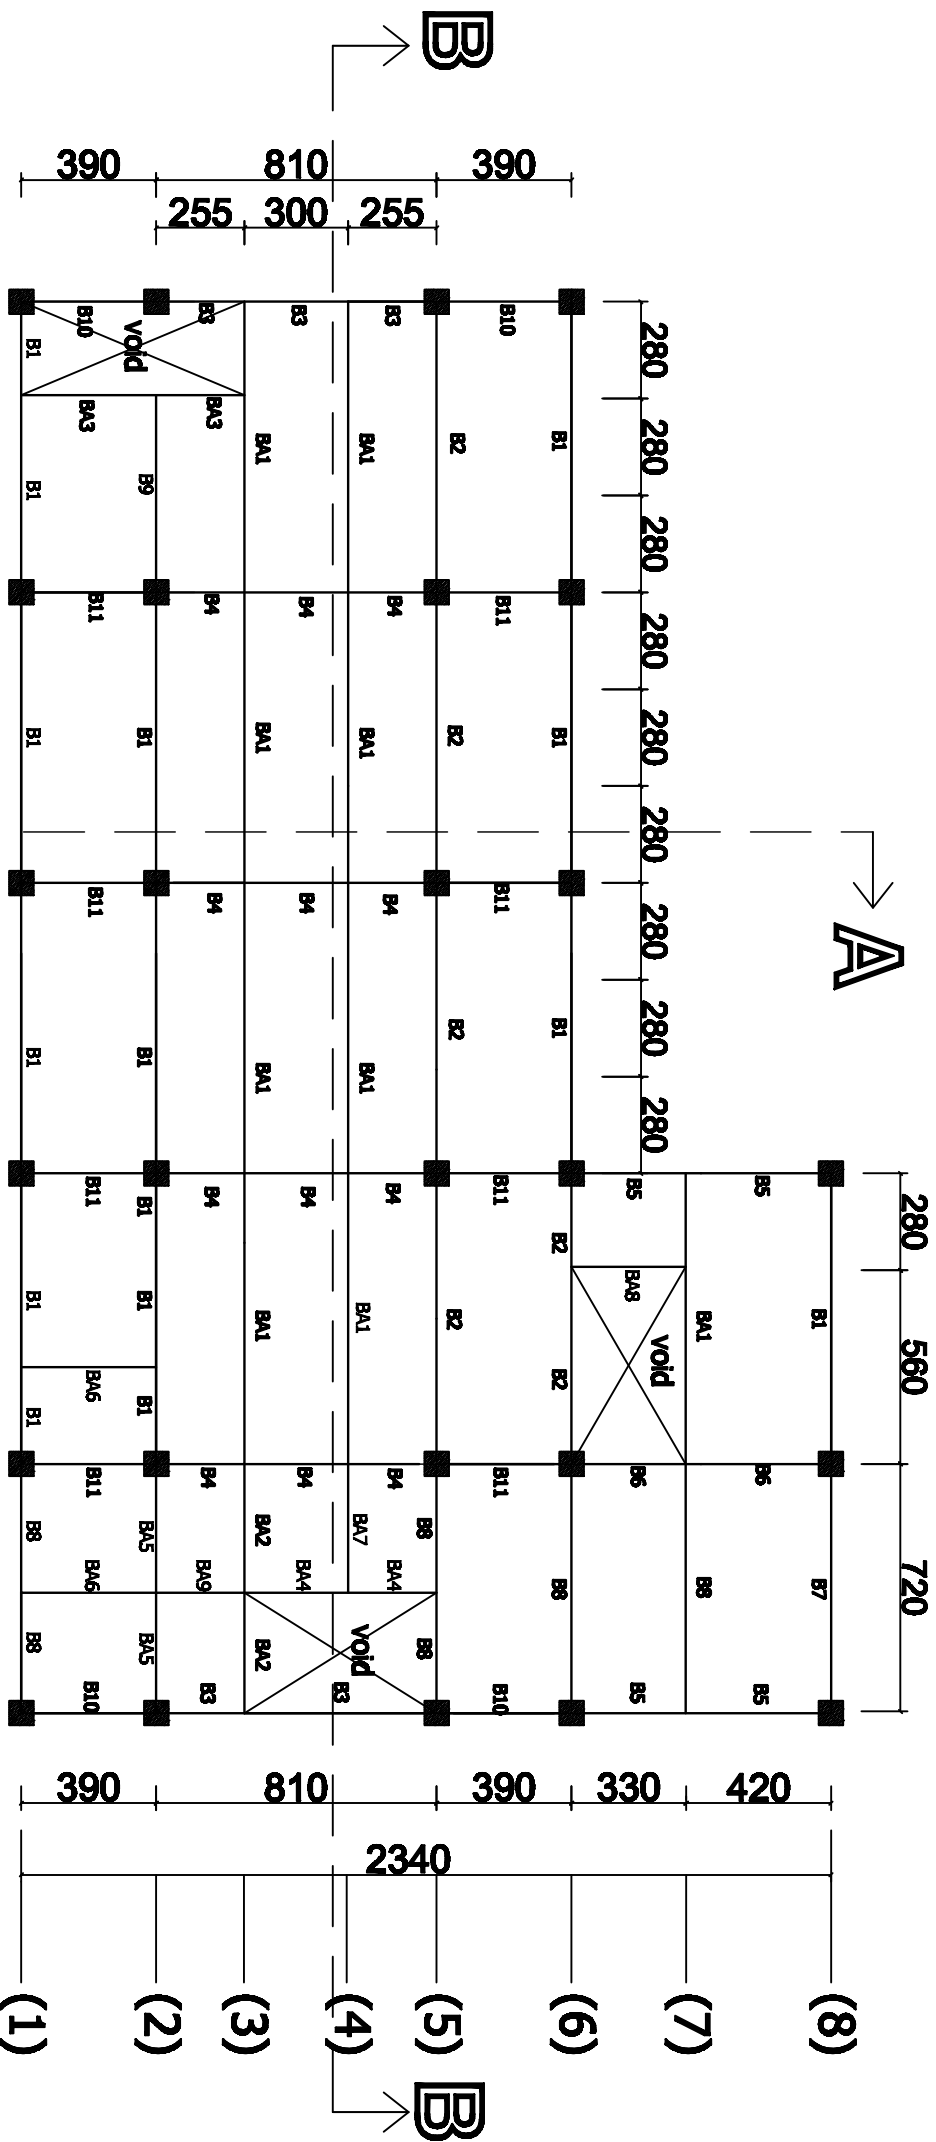 B
390 810 390
255 300 255
B10 B3 B3 B3 B10
void
280
B1
BA3 BA3
BA1 BA1 B2 B1
280
B1 B9
280
B11 B4 B4 B4 B11
280
B1 B1 BA1 BA1 B2 B1
280
280
A
B11 B4 B4 B4 B11
280
B1 B1 BA1 BA1 B2 B1
280
280
B11 B1 B4 B4 B4 B11 B5 B5
280
B2
BA8
B1 B1 BA1 BA1 B2 BA1 B1
void
560
BA6 B1 B2
B1
B11 B4 B4 B4 B11 B6 B6
B8 BA5 BA2 BA7 B8
BA6 BA9 BA4 BA4 B8 B8 B7
720
B8 BA5 BA2 void B8
B10 B3 B3 B10 B5 B5
390 810 390 330 420
2340
(1) (2) (3) (4) (5) (6) (7) (8)
B